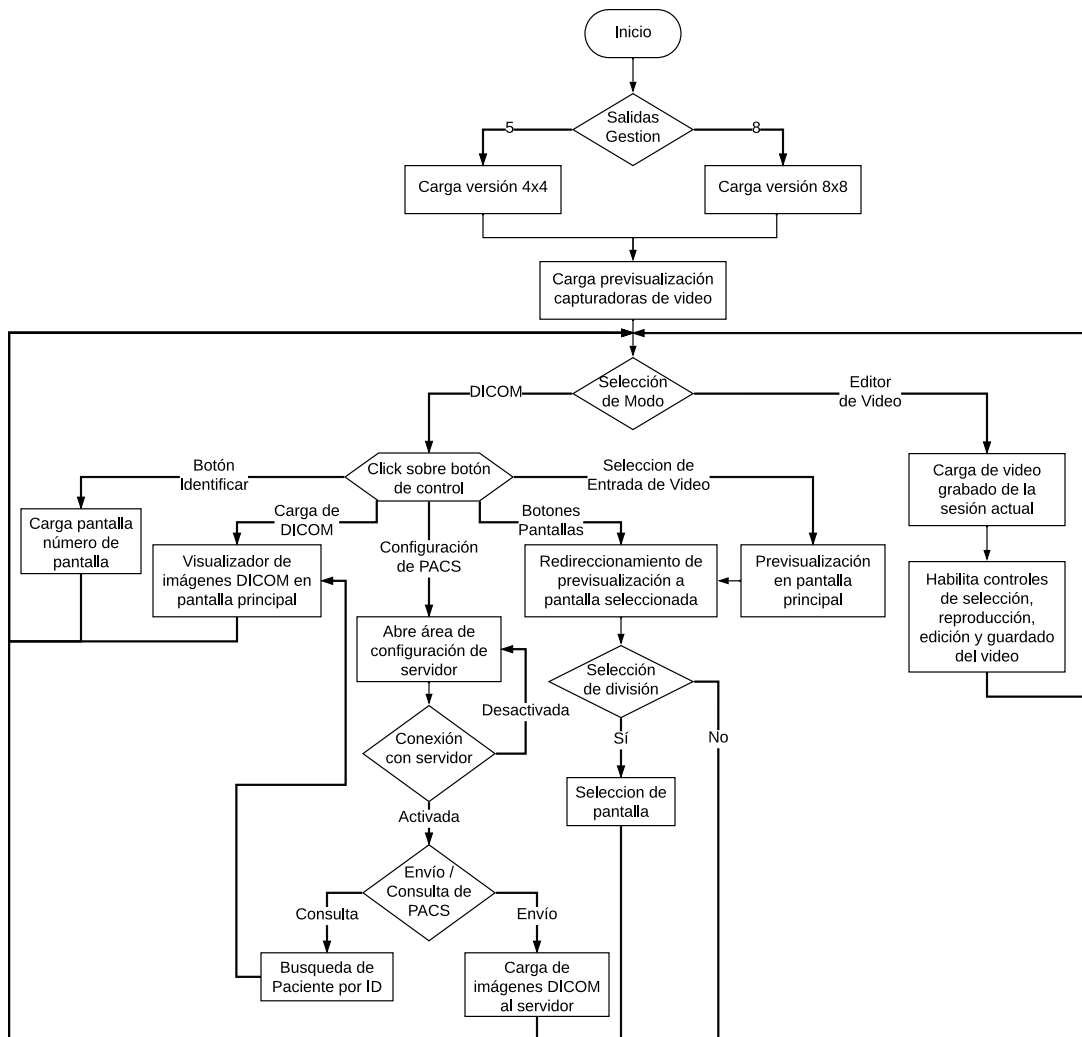 Inicio
Salidas
Gestion
5
8
Carga versión 4x4
Carga versión 8x8
Carga previsualización
capturadoras de video
Selección
de Modo
DICOM
Editor
de Video
Botón
Identificar
Click sobre botón
de control
Seleccion de
Entrada de Video
Carga de video
grabado de la
sesión actual
Carga pantalla
número de
pantalla
Carga de
DICOM
Botones
Pantallas
Configuración
de PACS
Visualizador de
imágenes DICOM en
pantalla principal
Redireccionamiento de
previsualización a
pantalla seleccionada
Previsualización
en pantalla
principal
Habilita controles
de selección,
reproducción,
edición y guardado
del video
Abre área de
configuración de
servidor
Selección
de división
Desactivada
Conexión
con servidor
Sí
No
Seleccion de
pantalla
Activada
Envío /
Consulta de
PACS
Consulta
Envío
Busqueda de
Paciente por ID
Carga de
imágenes DICOM
al servidor